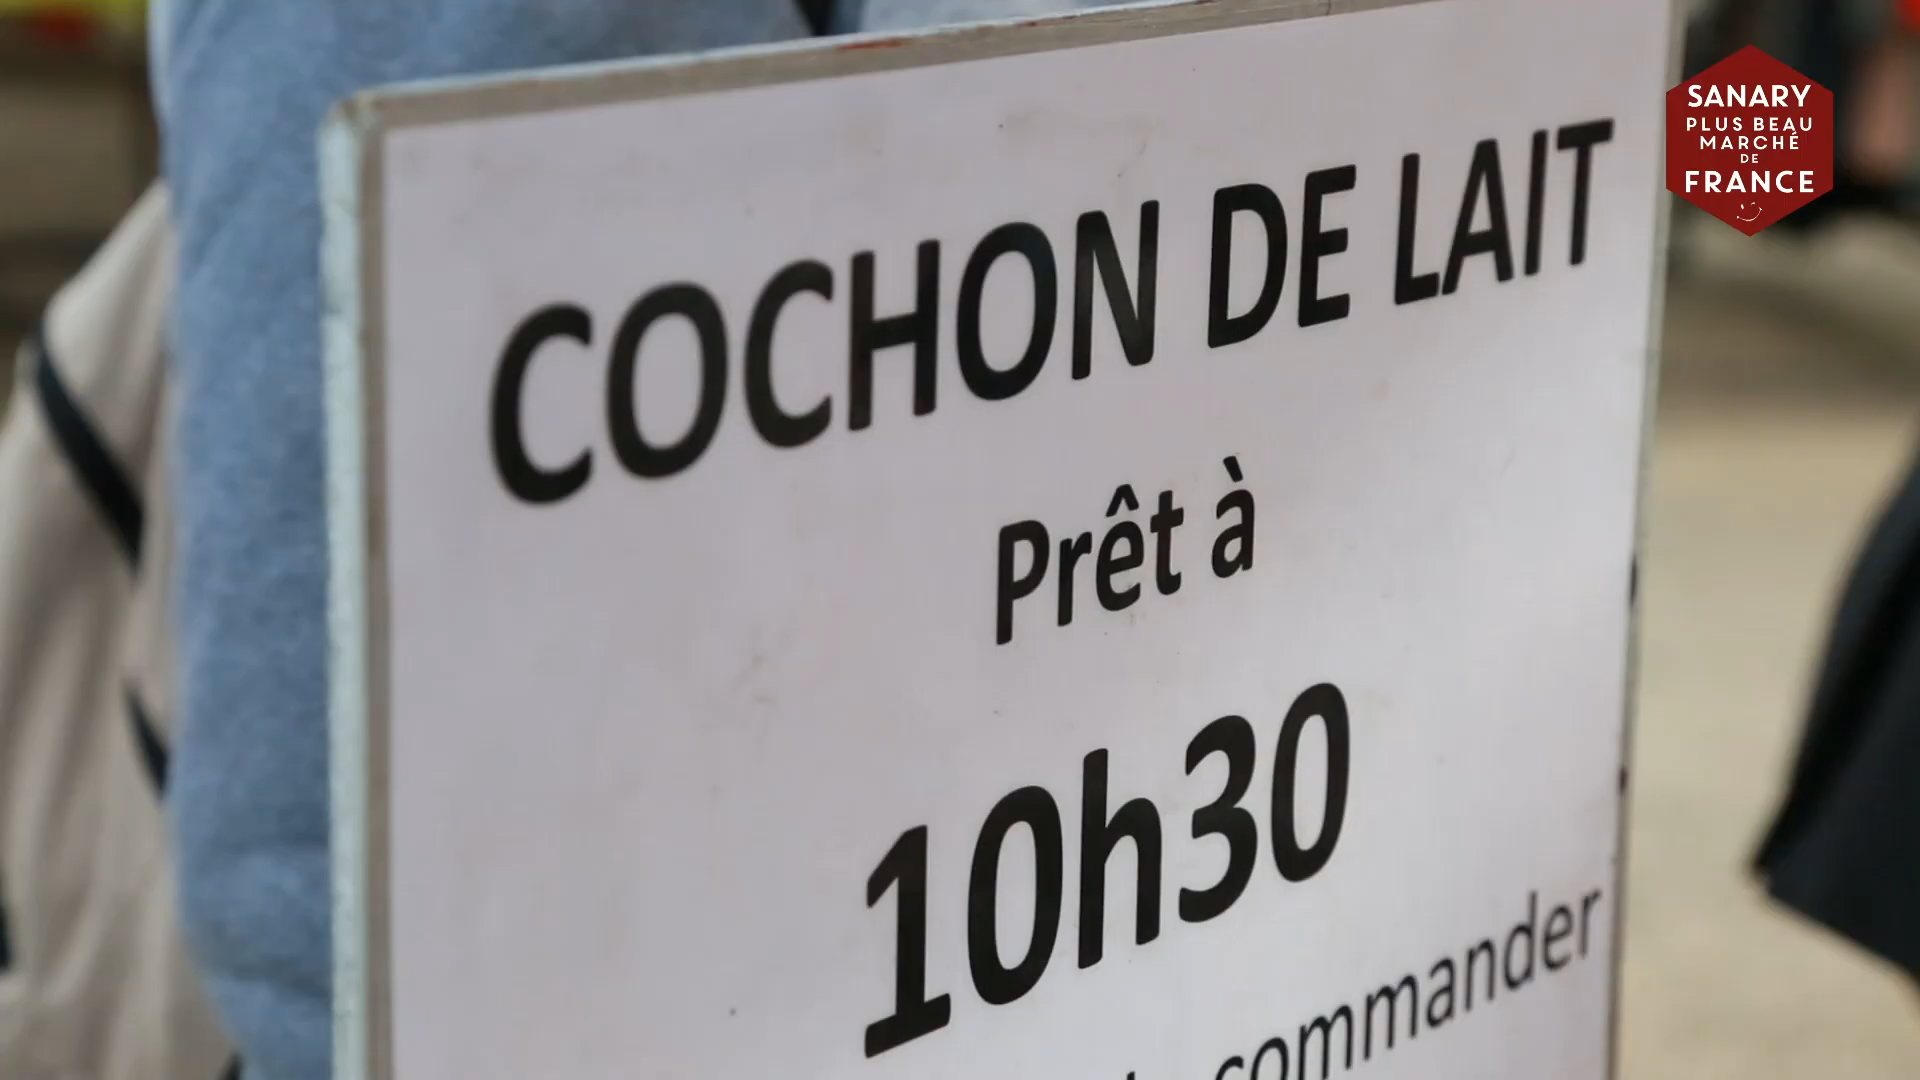 COCHON DE LAIT
Prêt à
10h30
commander
SANARY
PLUS BEAU
MARCHÉ
DE
FRANCE